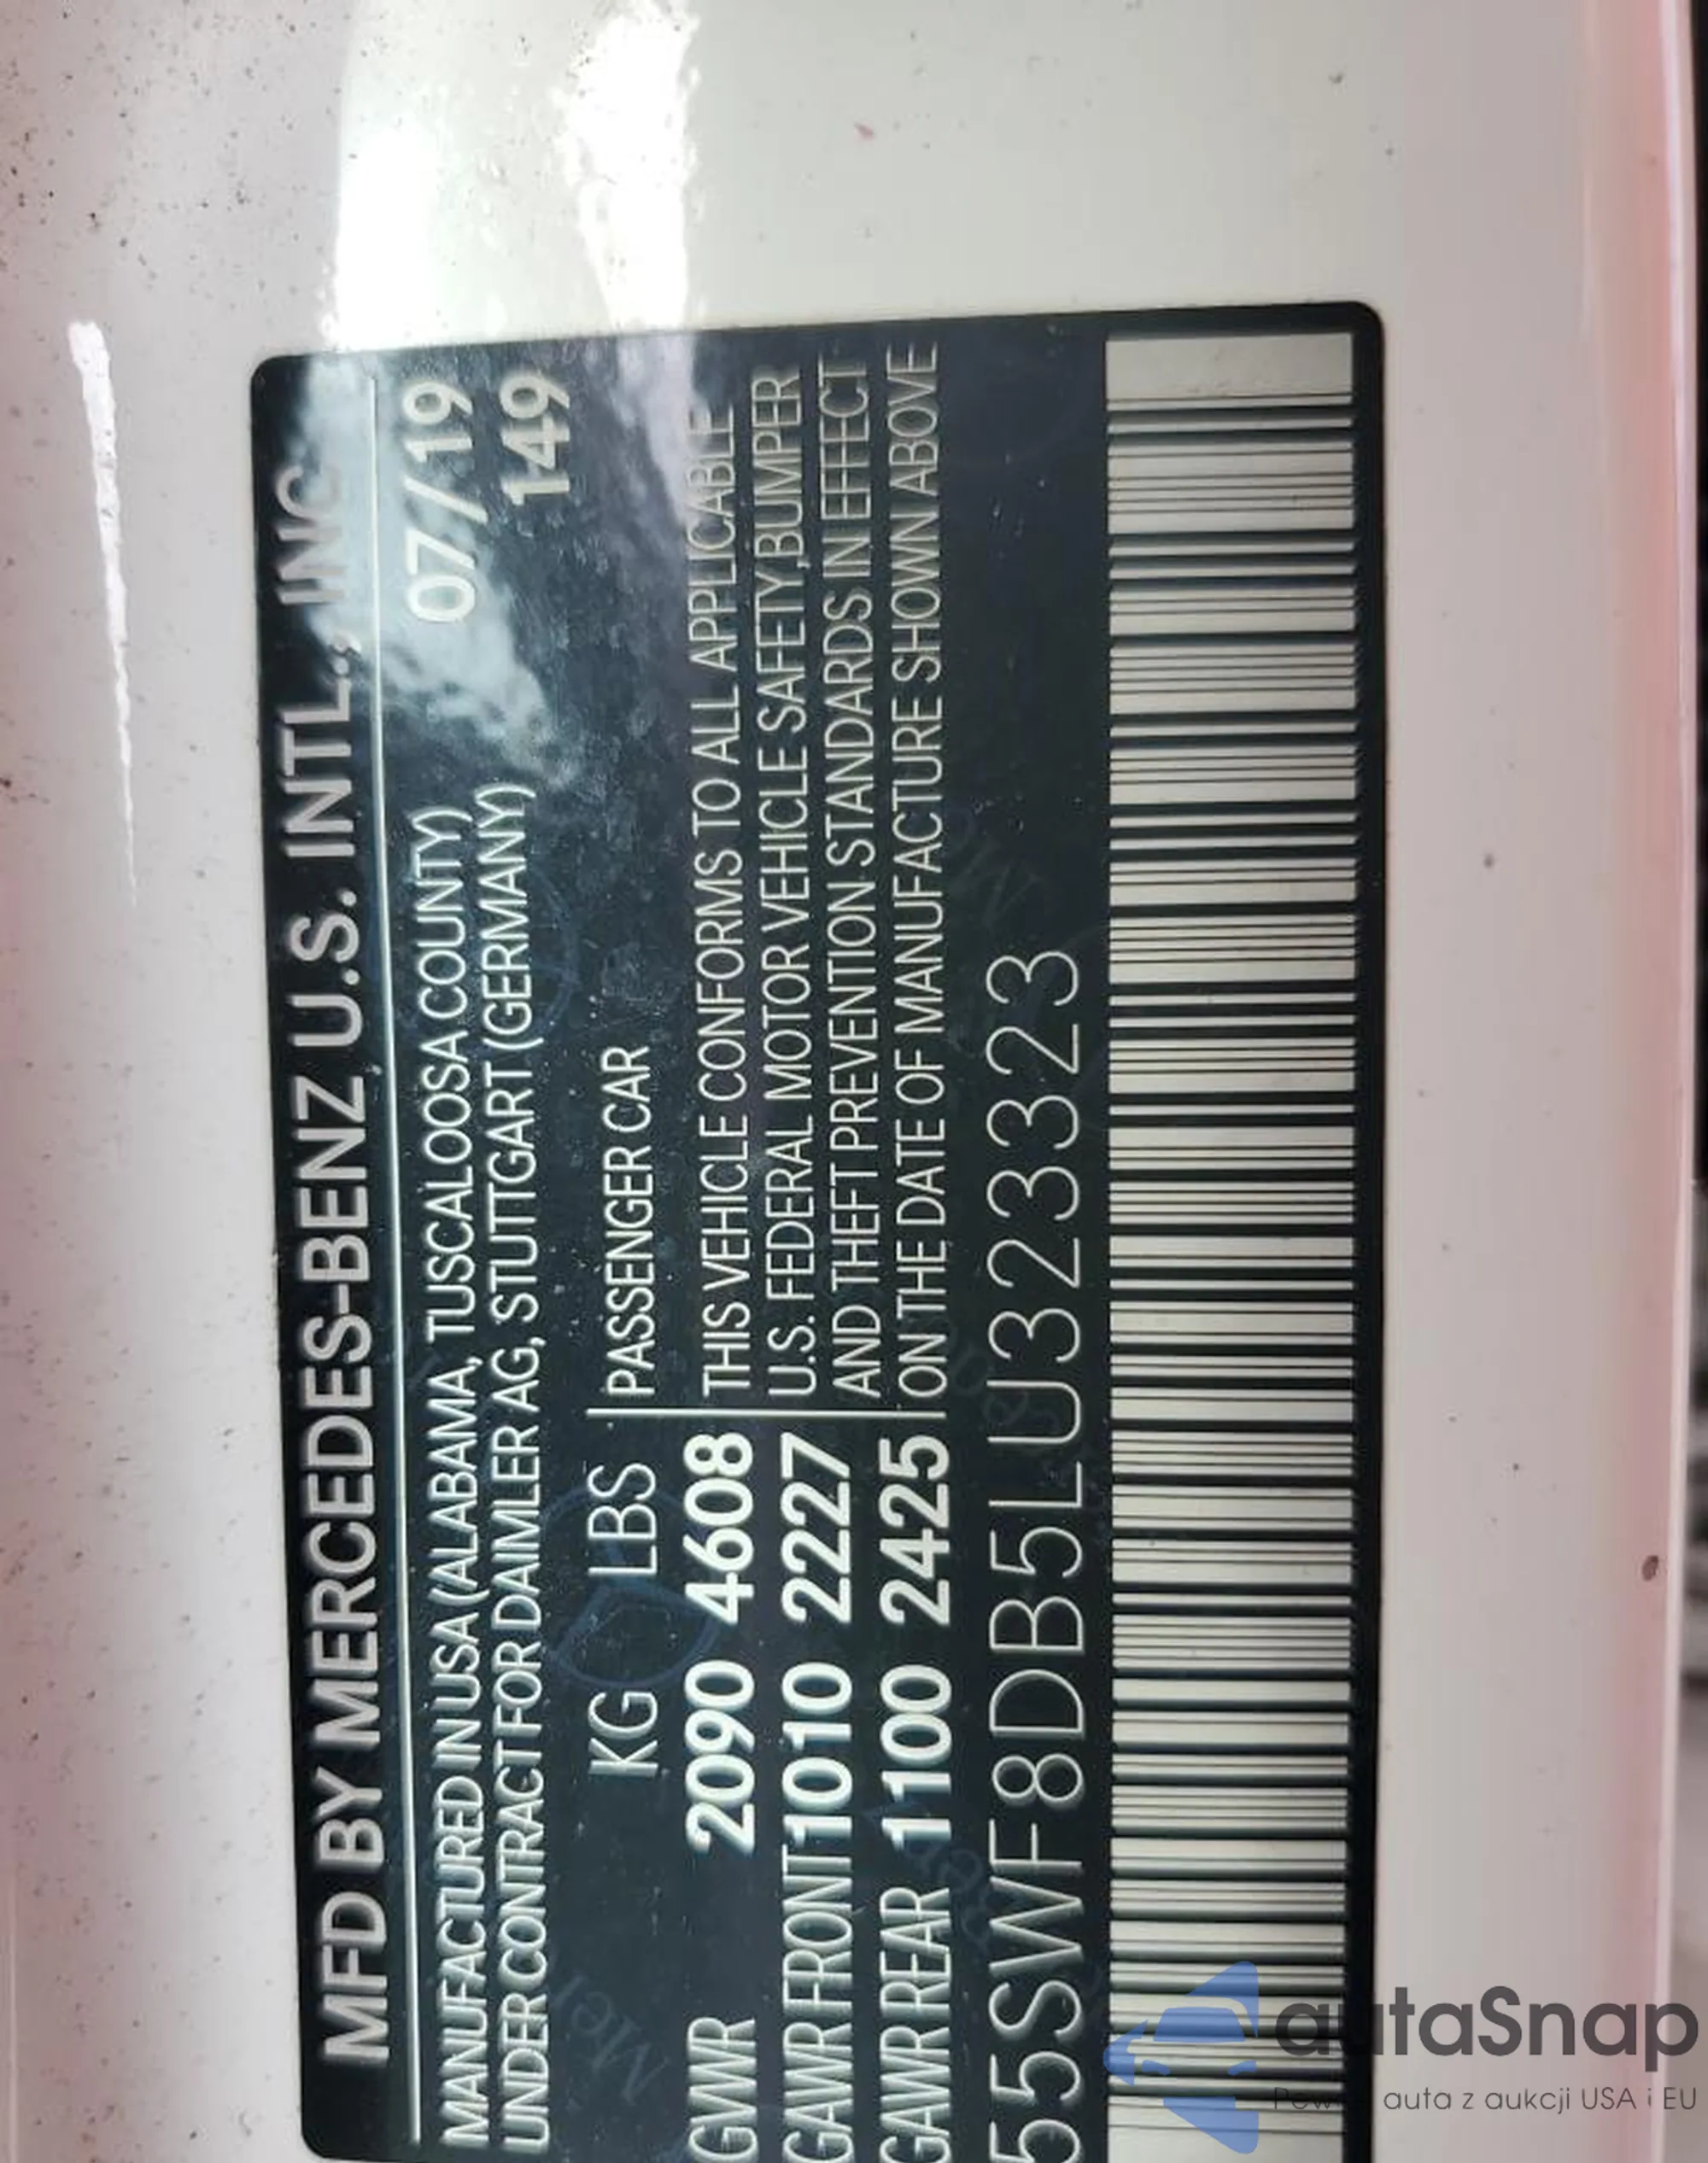 MFD BY MERCEDES-BENZ U.S. INTL., INC
MANUFACTURED IN USA (ALABAMA, TUSCALOOSA COUNTY) 07/19
UNDER CONTRACT FOR DAIMLER AG, STUTTGART (GERMANY) 149
KG LBS PASSENGER CAR
GVWR 2090 4608 THIS VEHICLE CONFORMS TO ALL APPLICABLE
U.S. FEDERAL MOTOR VEHICLE SAFETY,BUMPER
GAWR FRONT 1010 2227 AND THEFT PREVENTION STANDARDS IN EFFECT
GAWR REAR 1100 2425 ON THE DATE OF MANUFACTURE SHOWN ABOVE
55SWF8DB5LU323323
autaSnap
auta z aukcji USA i EU